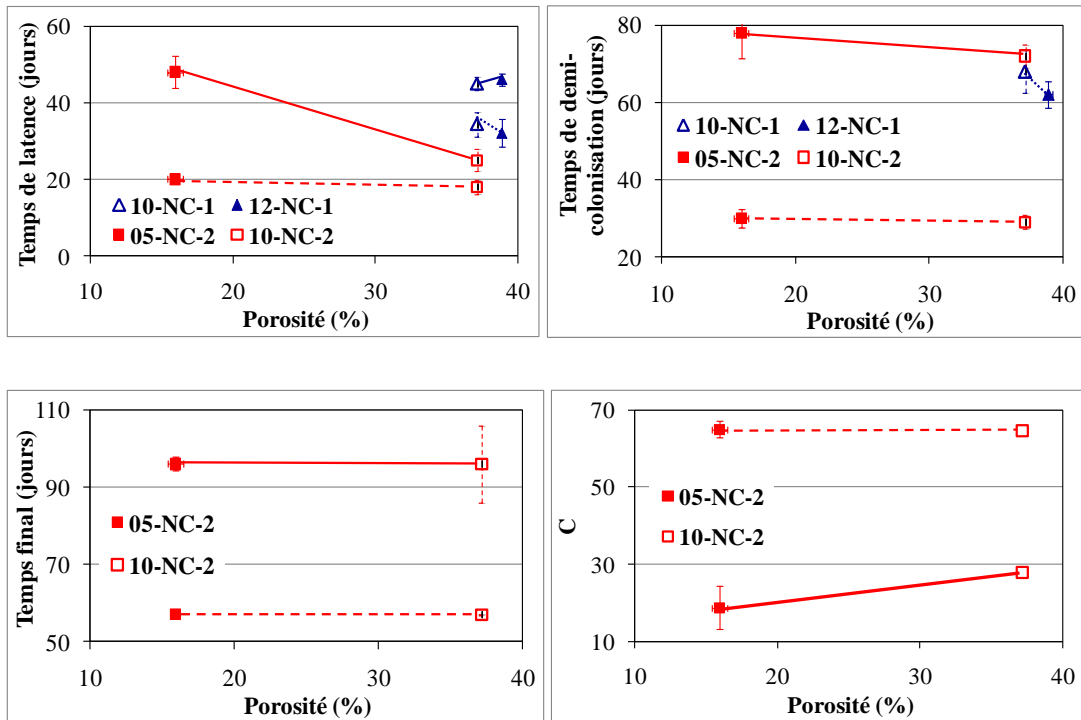 Temps de latence (jours)
60
40
20
0
10-NC-1 12-NC-1
05-NC-2 10-NC-2
10 20 30 40
Porosité (%)
Temps de demi-
colonisation (jours)
80
60
40
20
10-NC-1 12-NC-1
05-NC-2 10-NC-2
10 20 30 40
Porosité (%)
Temps final (jours)
110
90
70
50
05-NC-2
10-NC-2
10 20 30 40
Porosité (%)
C
70
50
30
10
05-NC-2
10-NC-2
10 20 30 40
Porosité (%)